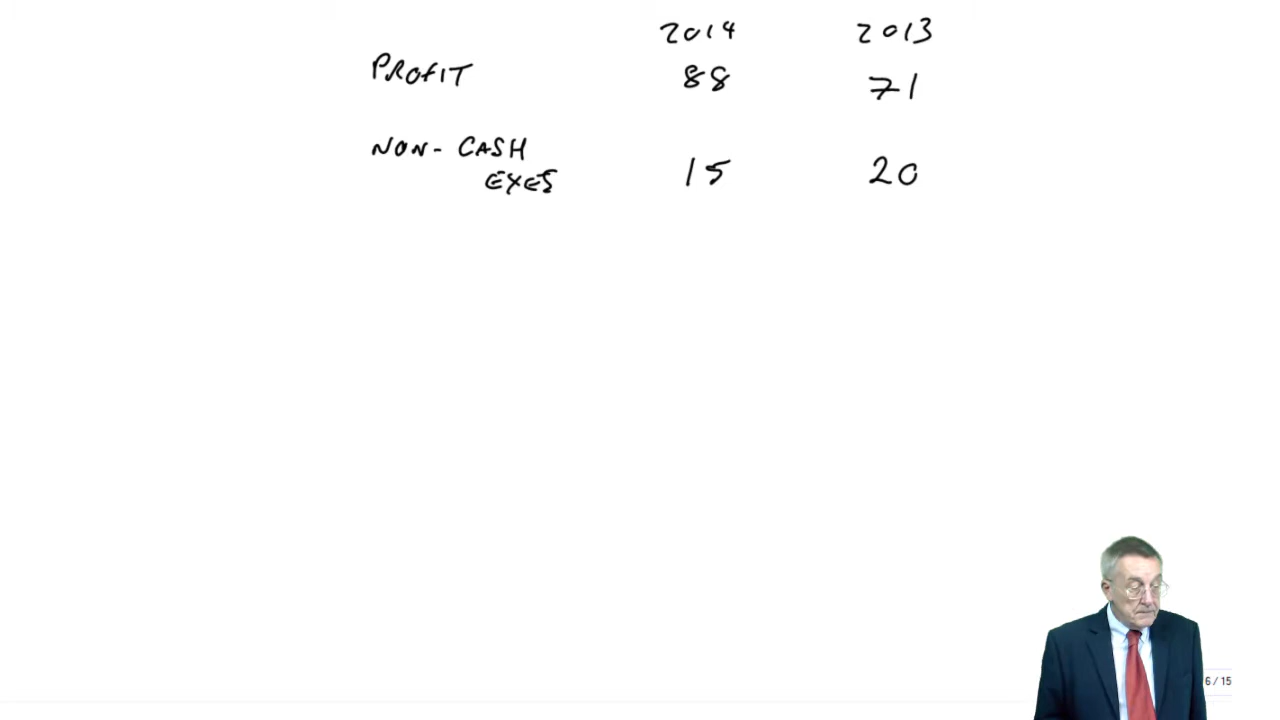 2014 2013
PROFIT 88 71
NON-CASH
EXES 15 20
6 / 15